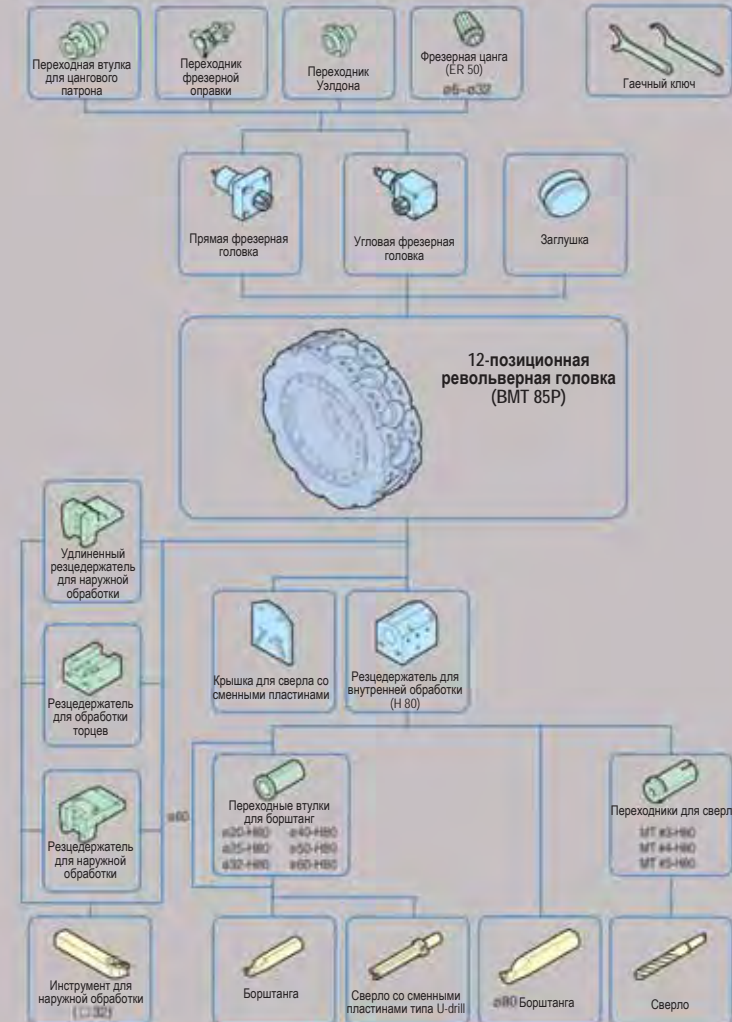 Переходная втулка
для цангового
патрона
Переходник
фрезерной
оправки
Переходник
Уэлдона
Фрезерная цанга
(ER 50)
ø6~ø32
Гаечный ключ
Прямая фрезерная
головка
Угловая фрезерная
головка
Заглушка
12-позиционная
револьверная головка
(BMT 85P)
Удлиненный
резцедержатель
для наружной
обработки
Крышка для сверла со
сменными пластинами
Резцедержатель для
внутренней обработки
(H 80)
Резцедержатель
для обработки
торцев
ø80
Переходные втулки
для борштанг
ø20-H80 ø40-H80
ø25-H80 ø50-H80
ø32-H80 ø60-H80
Переходники для сверл
MT #3-H80
MT #4-H80
MT #5-H80
Резцедержатель
для наружной
обработки
Инструмент для
наружной обработки
(□32)
Борштанга
Сверло со сменными
пластинами типа U-drill
ø80 Борштанга
Сверло